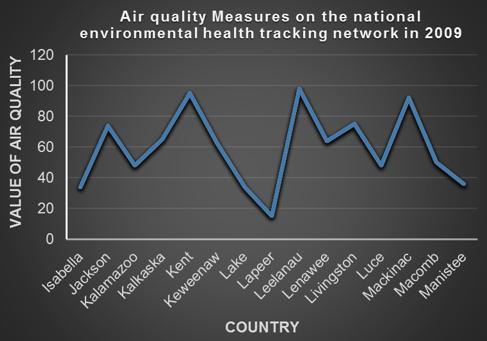 Air quality Measures on the national
environmental health tracking network in 2009
VALUE OF AIR QUALITY
120
100
80
60
40
20
0
Isabella
Jackson
Kalamazoo
Kalkaska
Kent
Keweenaw
Lake
Lapeer
Leelanau
Lenawee
Livingston
Luce
Mackinac
Macomb
Manistee
COUNTRY